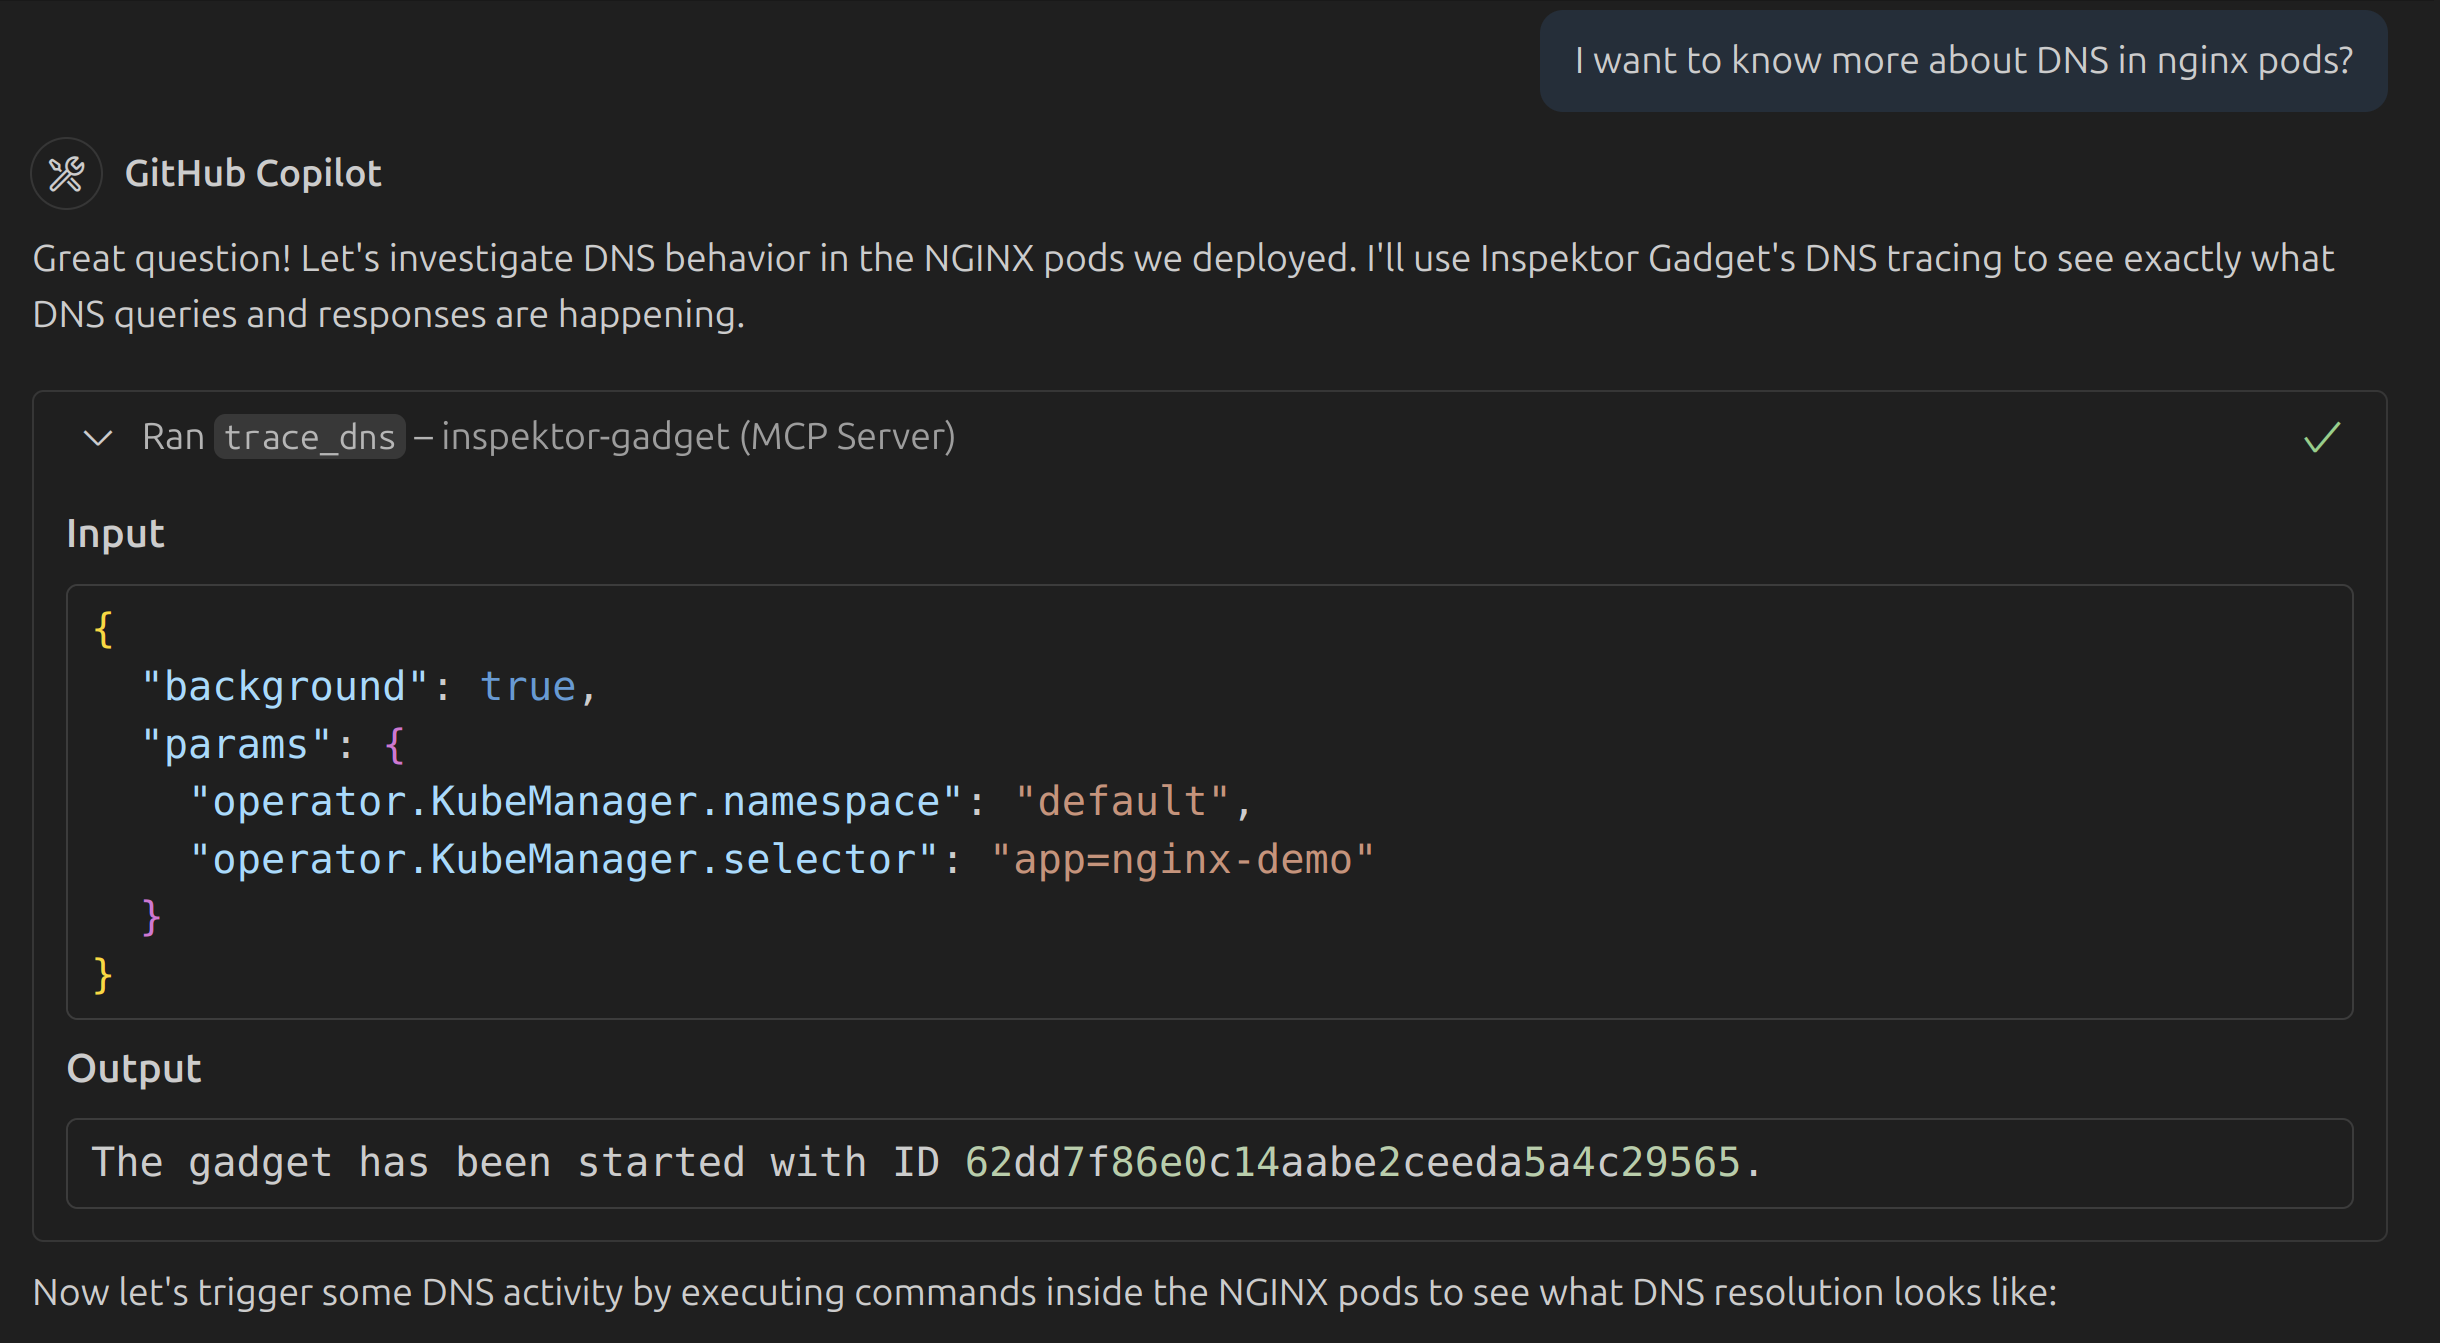 I want to know more about DNS in nginx pods?
GitHub Copilot
Great question! Let's investigate DNS behavior in the NGINX pods we deployed. I'll use Inspektor Gadget's DNS tracing to see exactly what
DNS queries and responses are happening.
Ran trace_dns – inspektor-gadget (MCP Server)
Input
{
  "background": true,
  "params": {
    "operator.KubeManager.namespace": "default",
    "operator.KubeManager.selector": "app=nginx-demo"
  }
}
Output
The gadget has been started with ID 62dd7f86e0c14aabe2ceeda5a4c29565.
Now let's trigger some DNS activity by executing commands inside the NGINX pods to see what DNS resolution looks like: